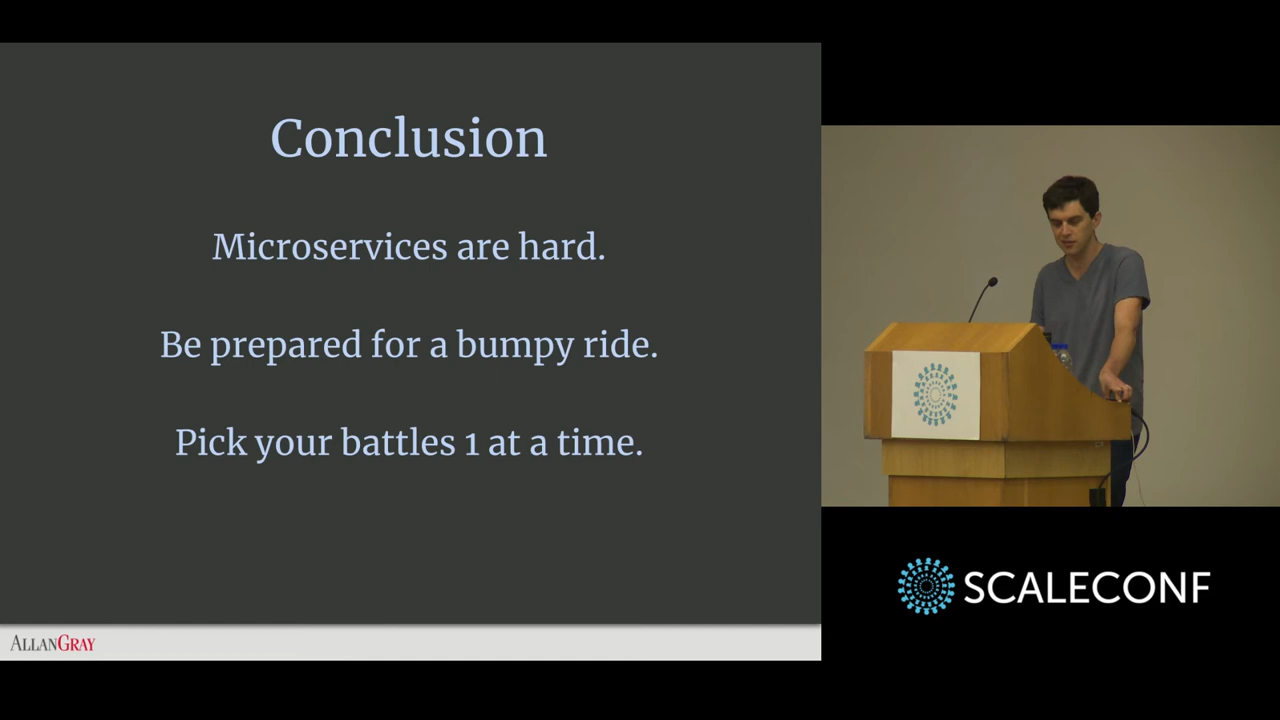 Conclusion
Microservices are hard.
Be prepared for a bumpy ride.
Pick your battles 1 at a time.
ALLANGRAY
SCALECONF